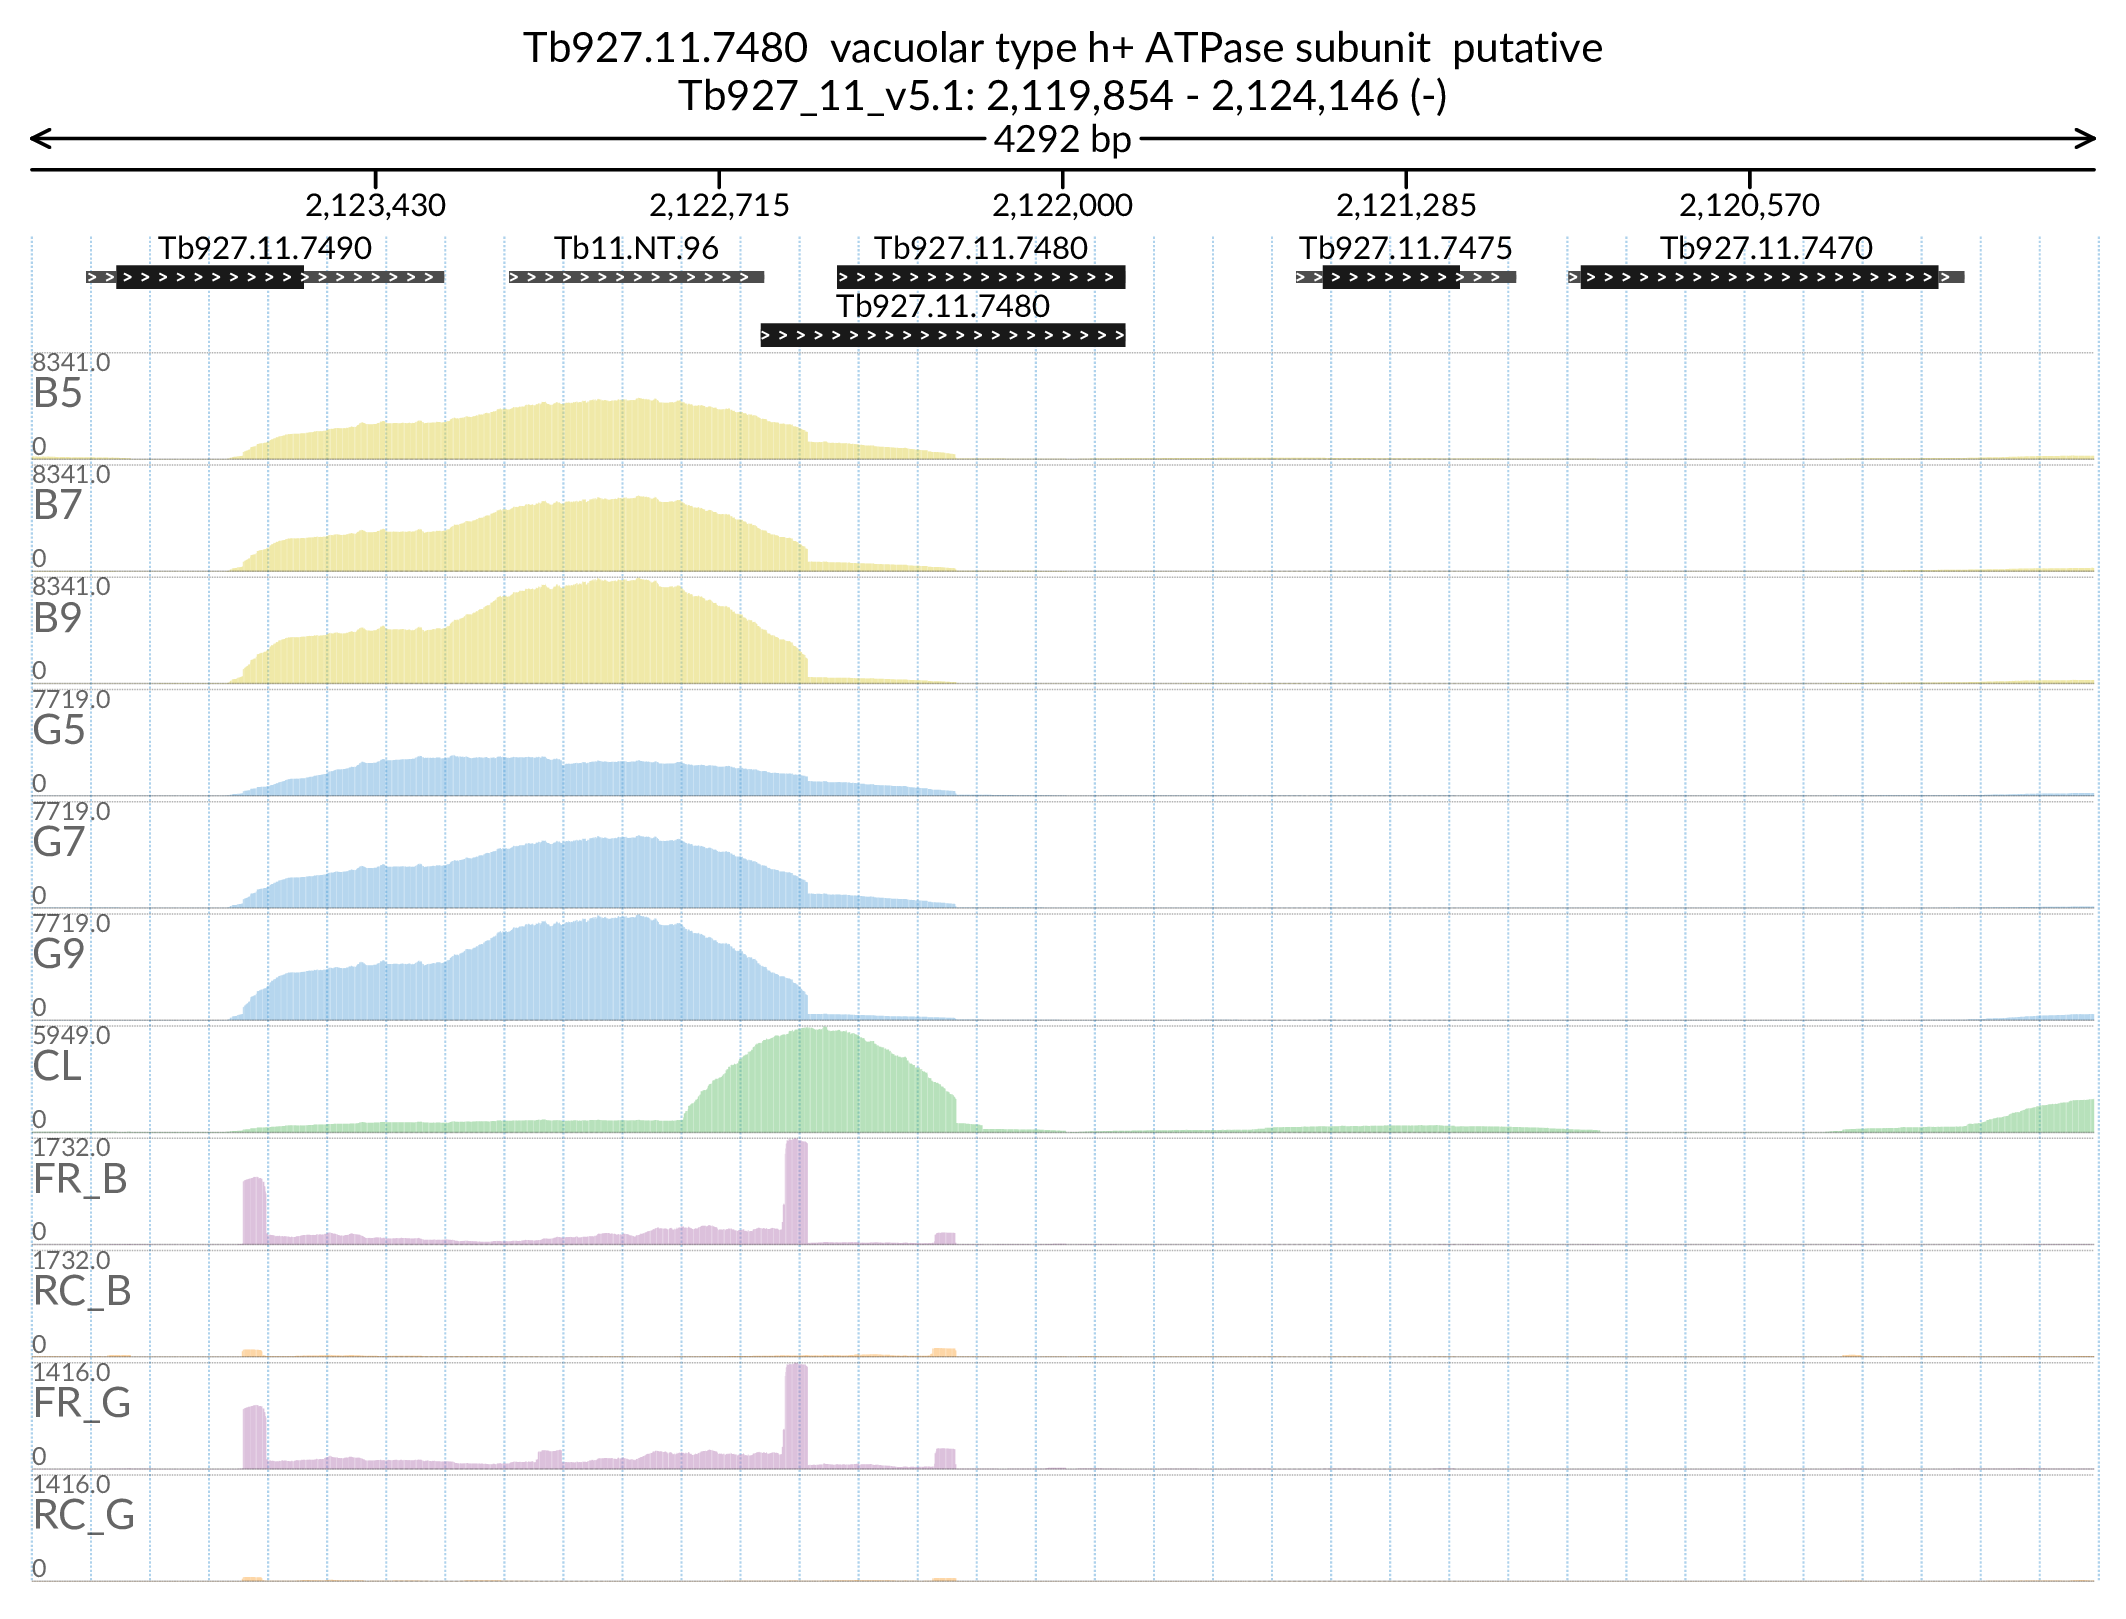 Tb927.11.7480 vacuolar type h+ ATPase subunit putative
Tb927_11_v5.1: 2,119,854 - 2,124,146 (-)
4292 bp
2,123,430 2,122,715 2,122,000 2,121,285 2,120,570
Tb927.11.7490 Tb11.NT.96 Tb927.11.7480 Tb927.11.7475 Tb927.11.7470
Tb927.11.7480
8341.0
B5
0
8341.0
B7
0
8341.0
B9
0
7719.0
G5
0
7719.0
G7
0
7719.0
G9
0
5949.0
CL
0
1732.0
FR_B
0
1732.0
RC_B
0
1416.0
FR_G
0
1416.0
RC_G
0